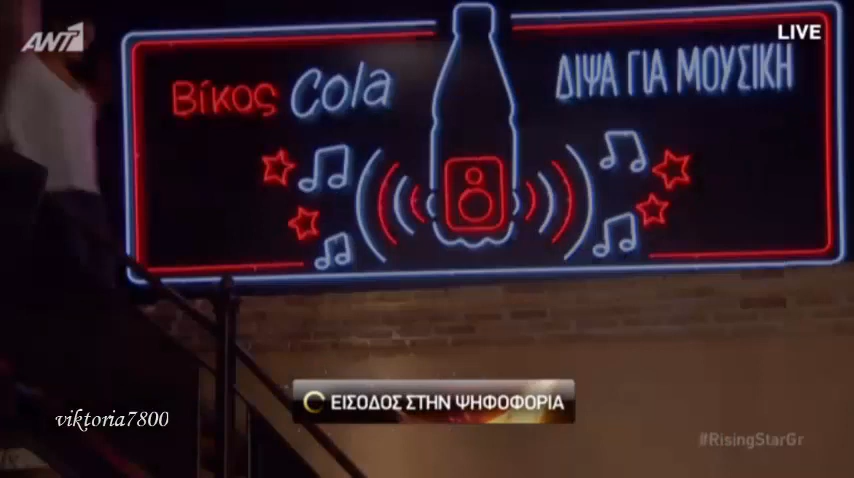 ANT1
LIVE
Βίκος Cola
ΔΙΨΑ ΓΙΑ ΜΟΥΣΙΚΗ
ΕΙΣΟΔΟΣ ΣΤΗΝ ΨΗΦΟΦΟΡΙΑ
viktoria7800
#RisingStarGr